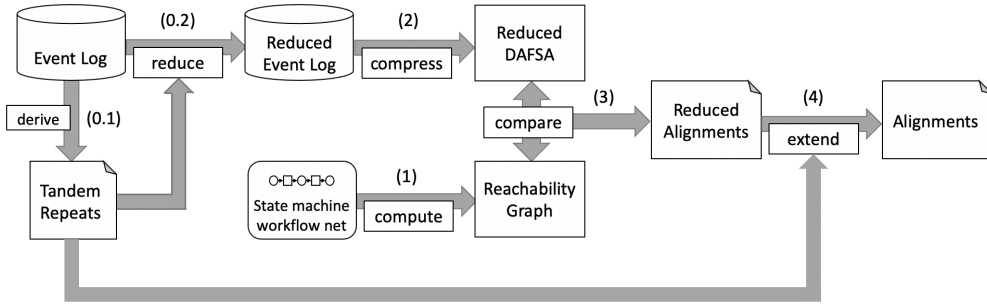 Event Log
(0.2)
reduce
Reduced
Event Log
(2)
compress
Reduced
DAFSA
derive
(0.1)
compare
(3)
Reduced
Alignments
(4)
extend
Alignments
Tandem
Repeats
State machine
workflow net
(1)
compute
Reachability
Graph